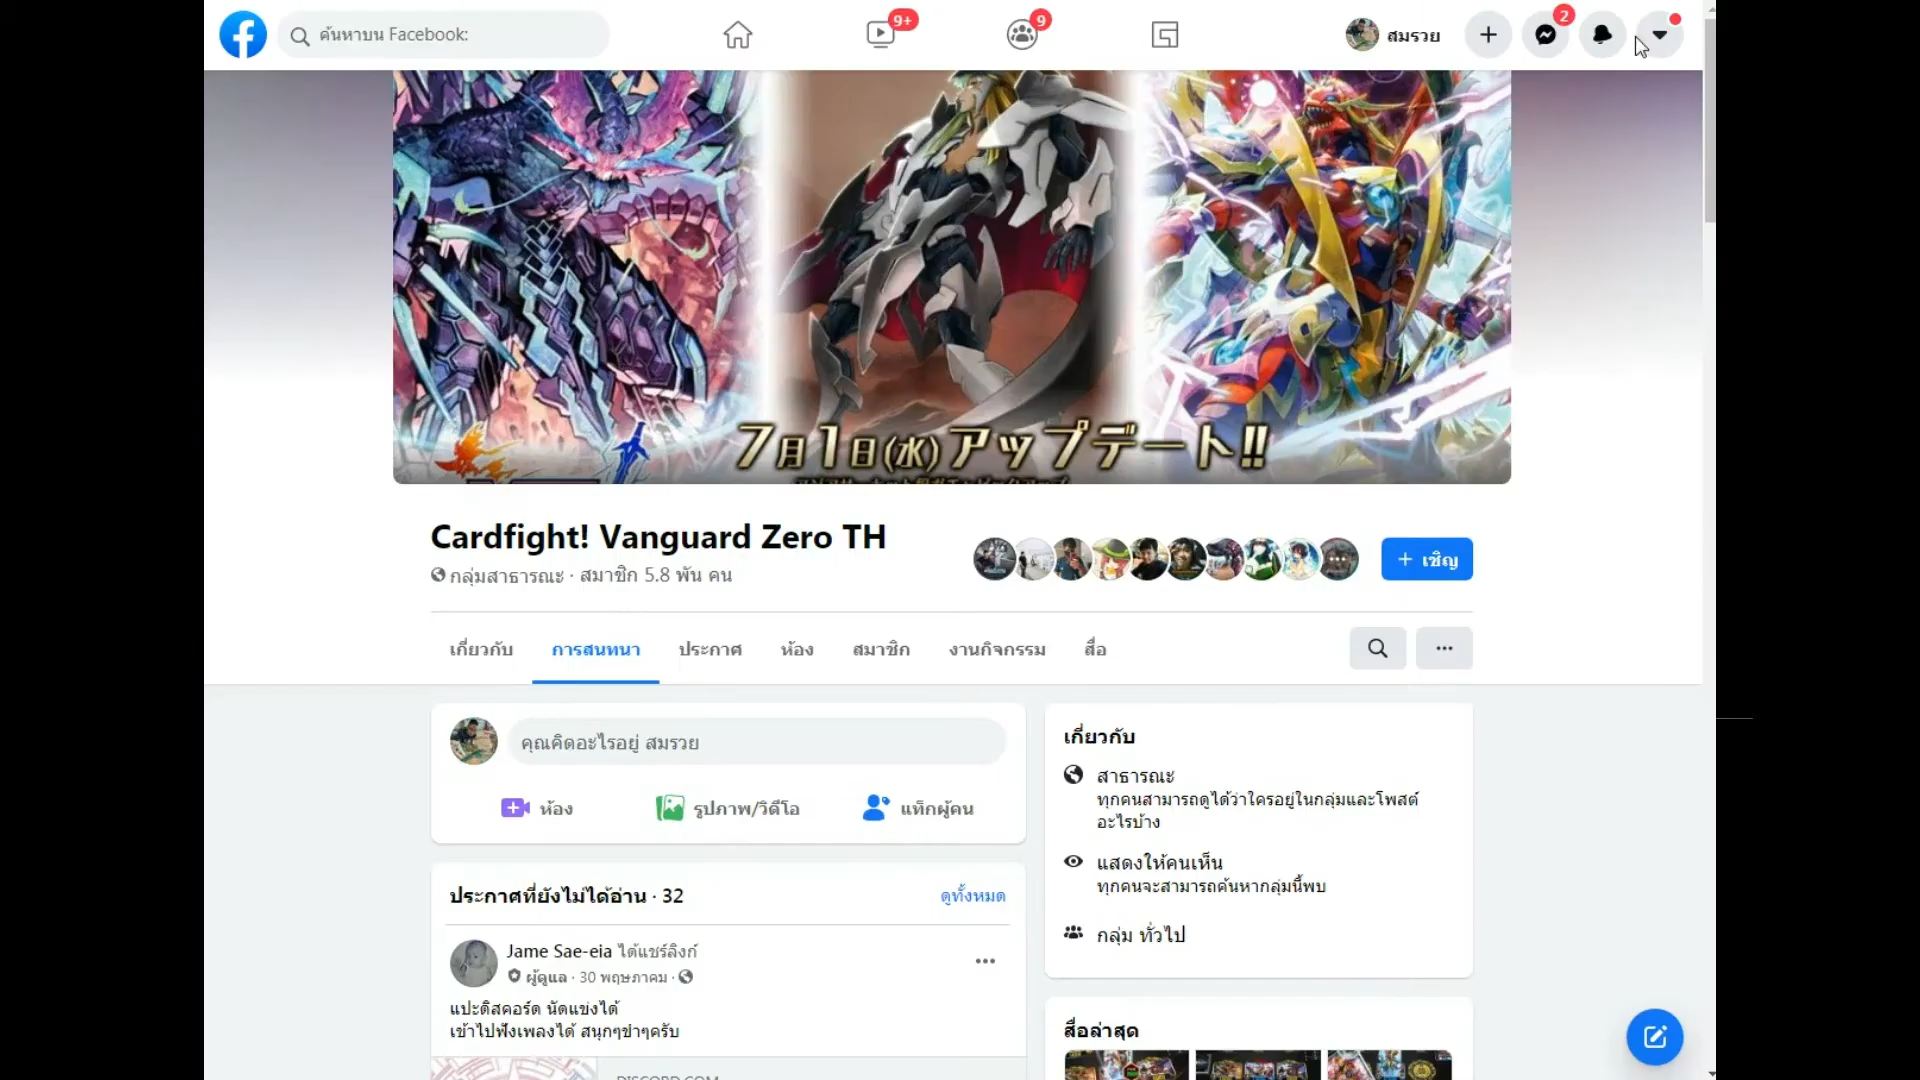 ค้นหาบน Facebook:
9+
9
สมรวย
2
7月1日(水)アップデート!!
Cardfight! Vanguard Zero TH
กลุ่มสาธารณะ · สมาชิก 5.8 พัน คน
+ เชิญ
เกี่ยวกับ
การสนทนา
ประกาศ
ห้อง
สมาชิก
งานกิจกรรม
สื่อ
คุณคิดอะไรอยู่ สมรวย
ห้อง
รูปภาพ/วิดีโอ
แท็กผู้คน
ประกาศที่ยังไม่ได้อ่าน · 32
ดูทั้งหมด
Jame Sae-eia ได้แชร์ลิงก์
ผู้ดูแล · 30 พฤษภาคม ·
แปะดิสคอร์ด นัดแข่งได้
เข้าไปฟังเพลงได้ สนุกๆขำๆครับ
DISCORD.COM
เกี่ยวกับ
สาธารณะ
ทุกคนสามารถดูได้ว่าใครอยู่ในกลุ่มและโพสต์
อะไรบ้าง
แสดงให้คนเห็น
ทุกคนจะสามารถค้นหากลุ่มนี้พบ
กลุ่ม ทั่วไป
สื่อล่าสุด